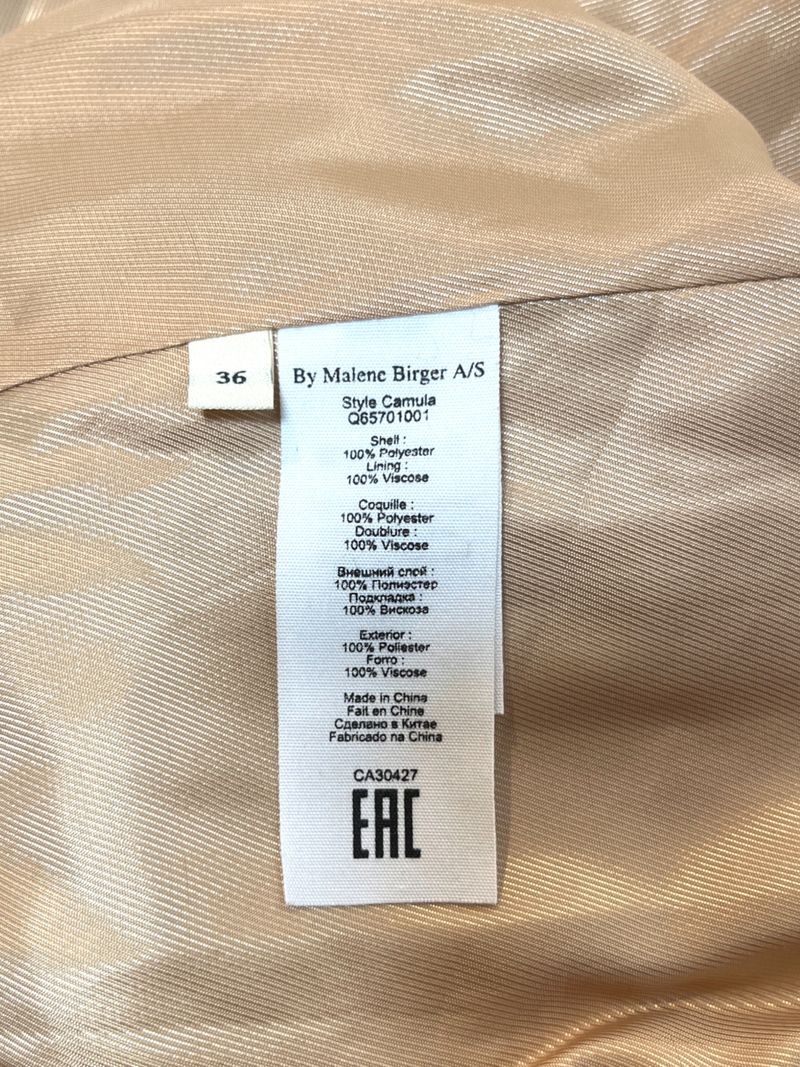 36
By Malene Birger A/S
Style Camula
Q65701001
Shell :
100% Polyester
Lining :
100% Viscose
Coquille :
100% Polyester
Doublure :
100% Viscose
Внешний слой :
100% Полиэстер
Подкладка :
100% Вискоза
Exterior :
100% Poliester
Forro :
100% Viscose
Made in China
Fait en Chine
Сделано в Китае
Fabricado na China
CA30427
EAC